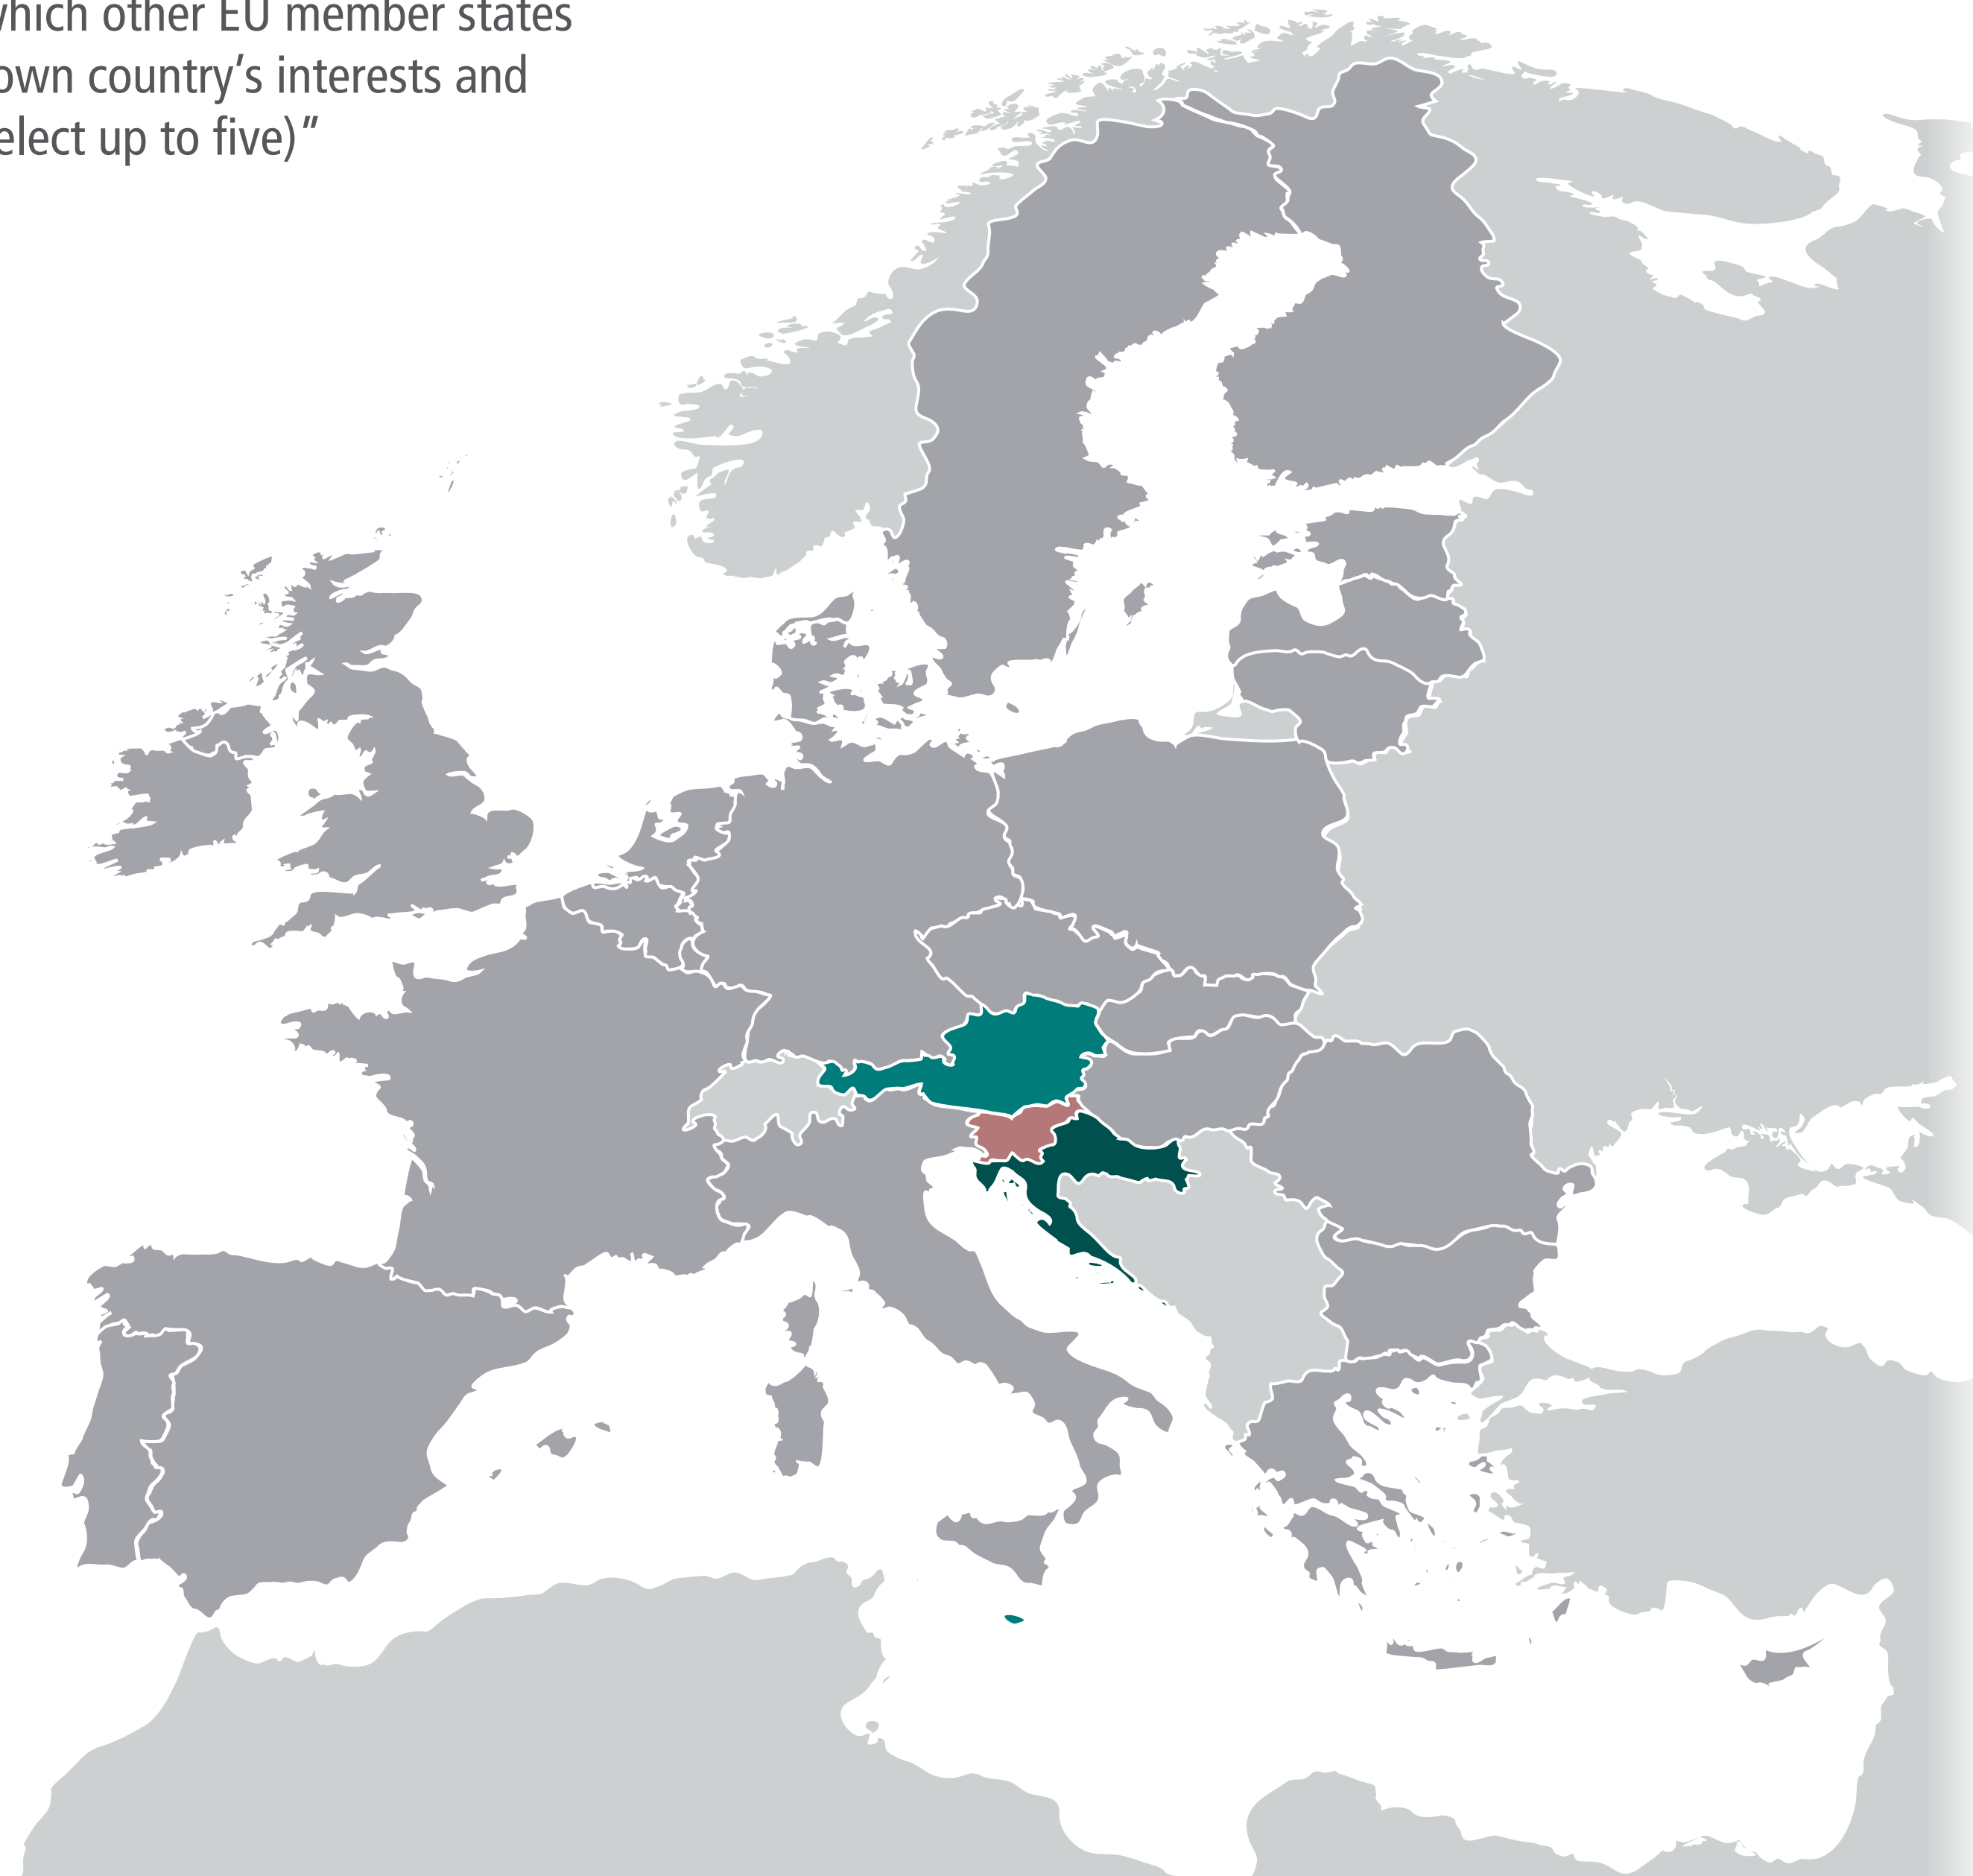 which other EU member states
own country’s interests and
elect up to five)“